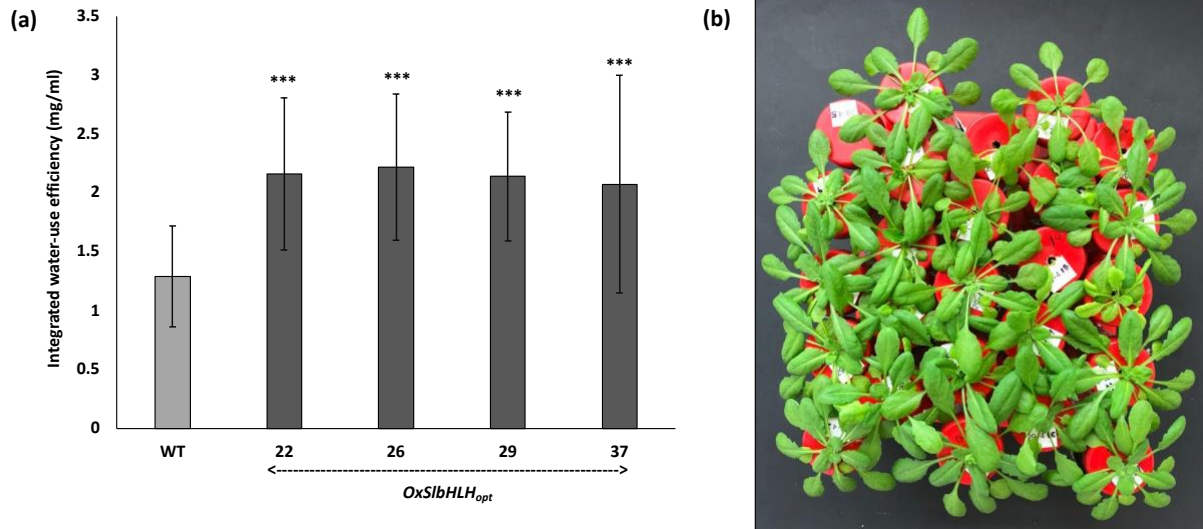 (a)
Integrated water-use efficiency (mg/ml)
3.5
3
2.5
2
1.5
1
0.5
0
***
***
***
***
WT 22 26 29 37
<-------------------------------------------------------------->
OxSlbHLHopt
(b)